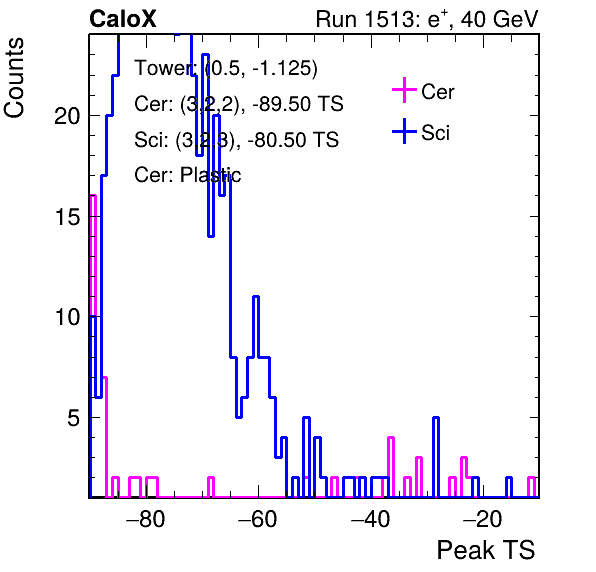 CaloX Run 1513: e+, 40 GeV
Counts
Tower: (0.5, -1.125)
Cer: (3,2,2), -89.50 TS
Sci: (3,2,3), -80.50 TS
Cer: Plastic
Cer
Sci
20
15
10
5
−80 −60 −40 −20
Peak TS